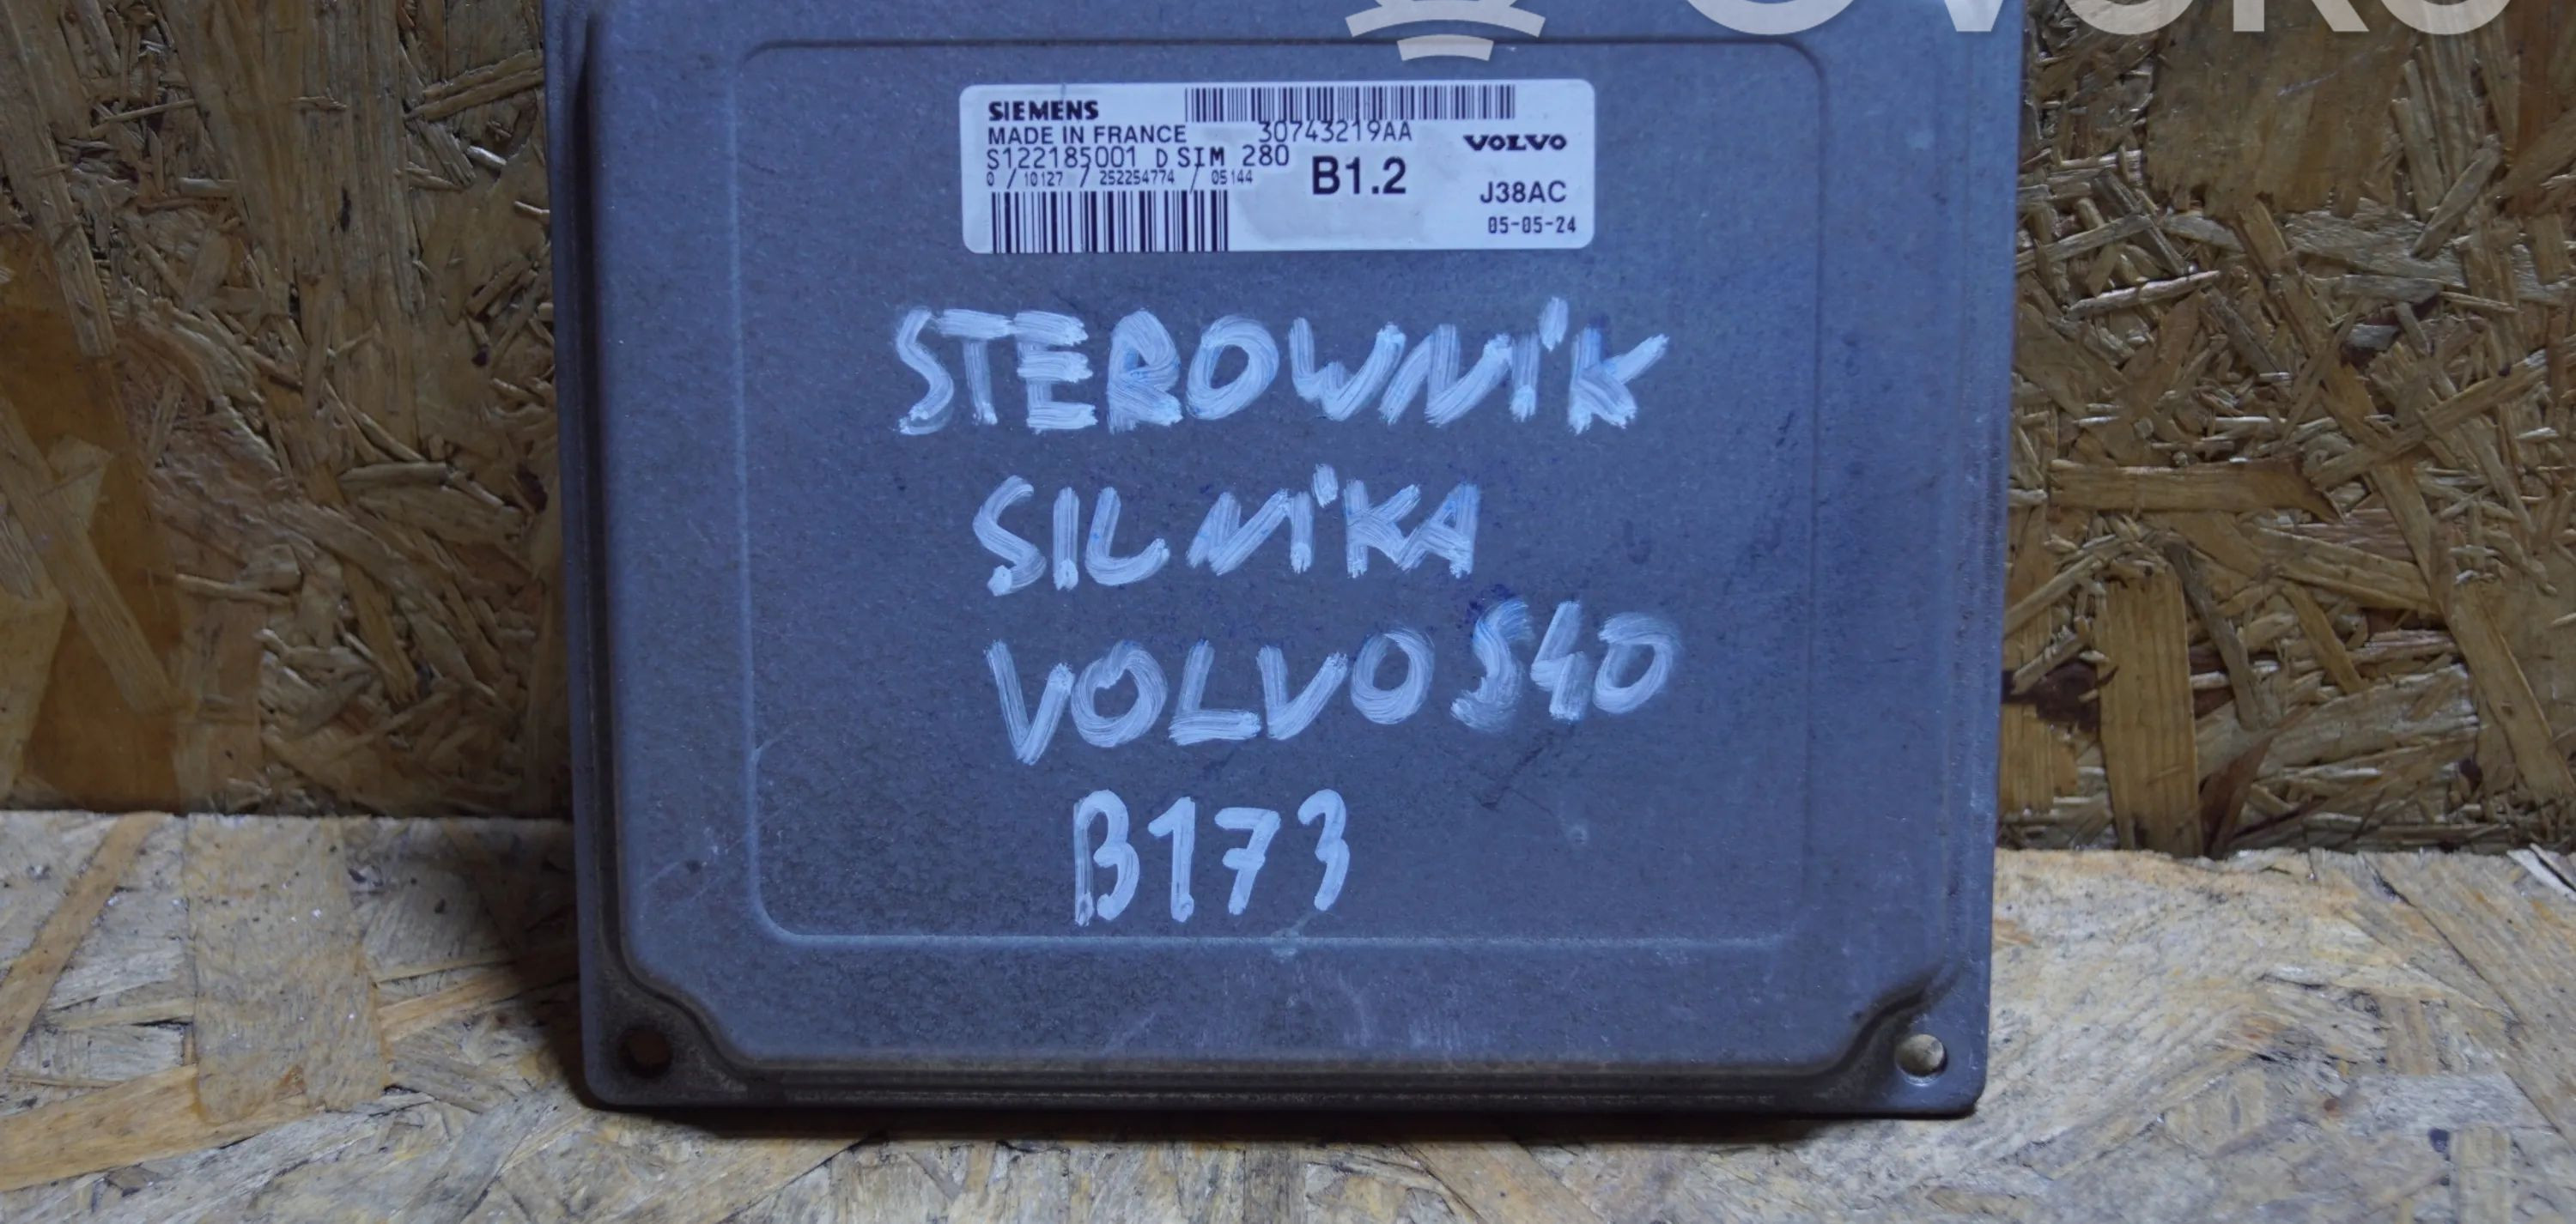 SIEMENS
MADE IN FRANCE 30743219AA VOLVO
S122185001 D SIM 280 B1.2
0 / 10127 / 252254774 / 05144 J38AC
05-05-24
STEROWNIK
SILNIKA
VOLVO S40
B173